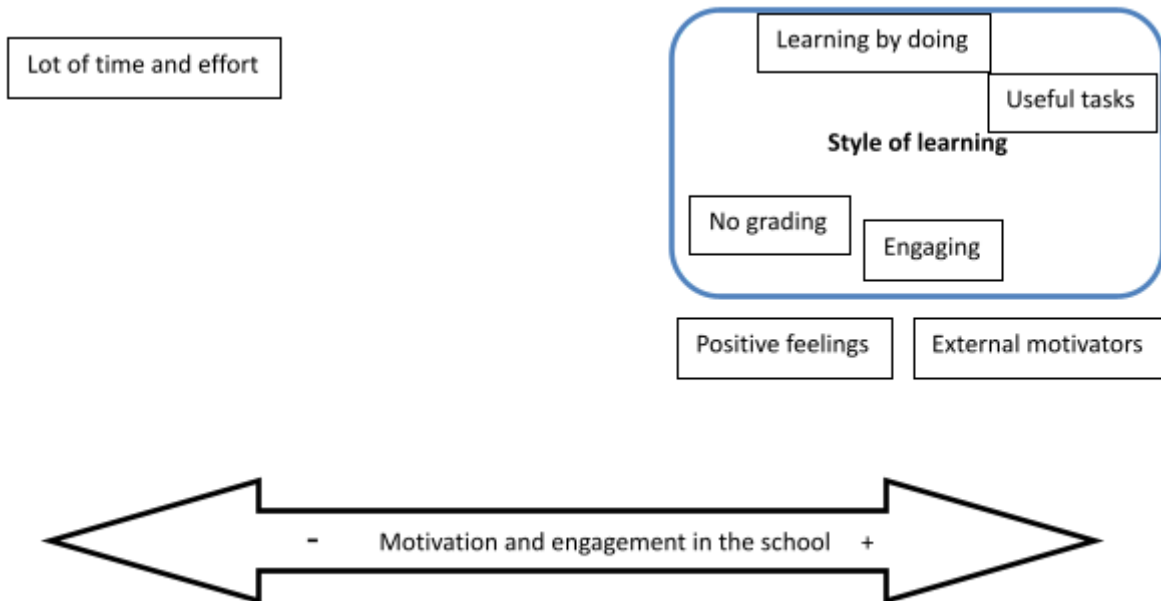 Learning by doing
Lot of time and effort
Useful tasks
Style of learning
No grading
Engaging
Positive feelings
External motivators
- Motivation and engagement in the school +